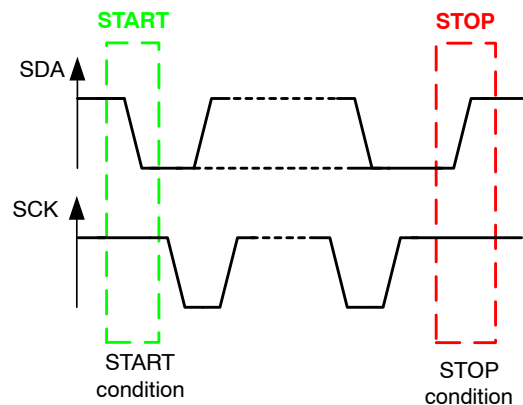 START
STOP
SDA
SCK
START
condition
STOP
condition